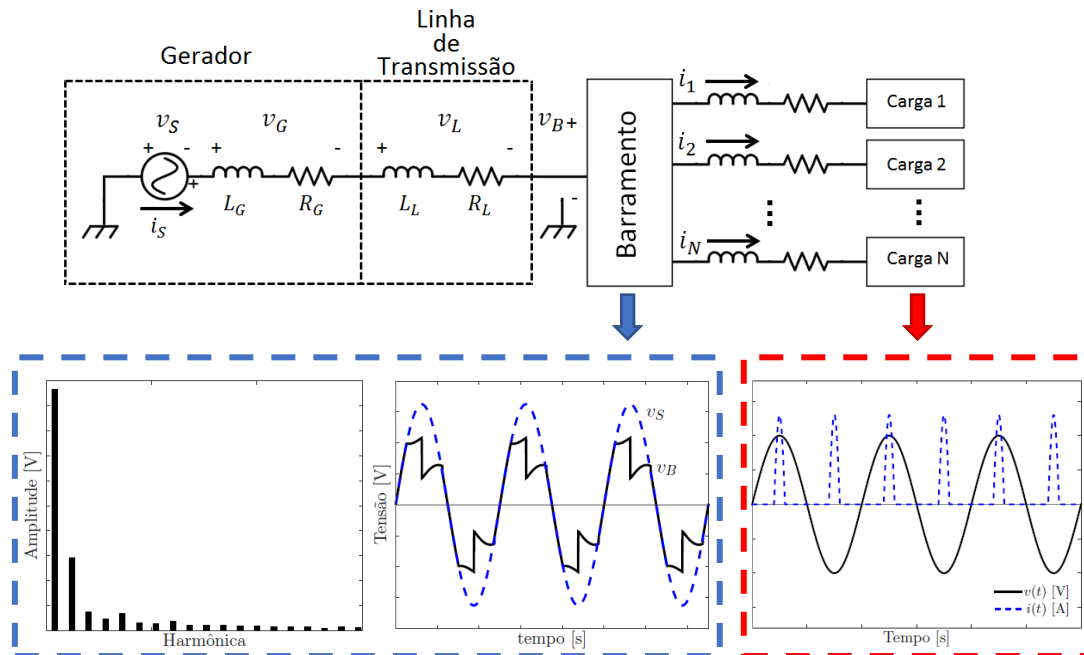 Gerador
Linha
de
Transmissão
v_S
v_G
v_L
v_B+
+ -
+ -
+ -
-
i_S
L_G
R_G
L_L
R_L
Barramento
i_1
i_2
i_N
Carga 1
Carga 2
Carga N
Amplitude [V]
Harmônica
Tensão [V]
v_S
v_B
tempo [s]
v(t) [V]
i(t) [A]
Tempo [s]